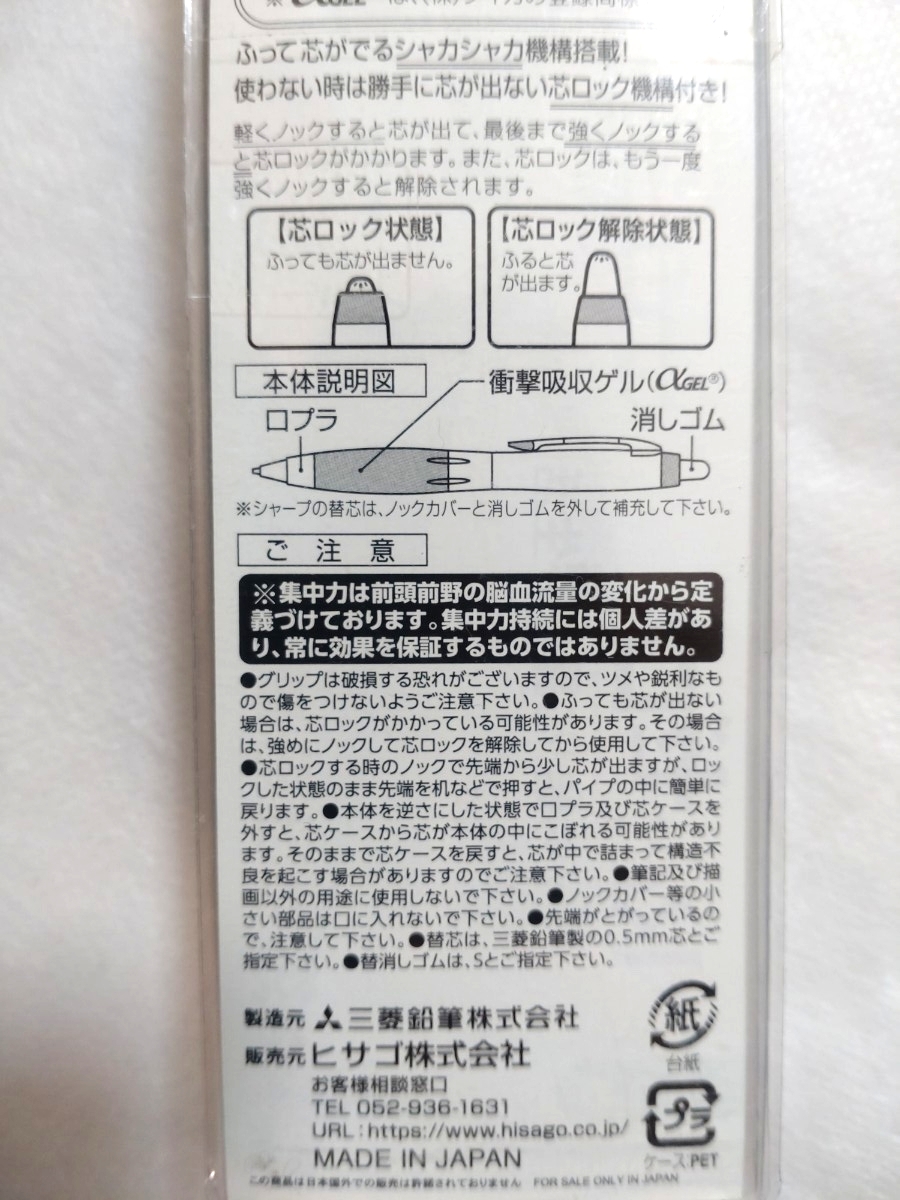 ふって芯がでるシャカシャカ機構搭載!
使わない時は勝手に芯が出ない芯ロック機構付き!
軽くノックすると芯が出て、最後まで強くノックする
と芯ロックがかかります。また、芯ロックは、もう一度
強くノックすると解除されます。
【芯ロック状態】
ふっても芯が出ません。
【芯ロック解除状態】
ふると芯
が出ます。
本体説明図
衝撃吸収ゲル(αGEL®)
口プラ
消しゴム
※シャープの替芯は、ノックカバーと消しゴムを外して補充して下さい。
ご注意
※集中力は前頭前野の脳血流量の変化から定
義づけております。集中力持続には個人差があ
り、常に効果を保証するものではありません。
●グリップは破損する恐れがございますので、ツメや鋭利なも
ので傷をつけないようご注意下さい。●ふっても芯が出ない
場合は、芯ロックがかかっている可能性があります。その場合
は、強めにノックして芯ロックを解除してから使用して下さい。
●芯ロックする時のノックで先端から少し芯が出ますが、ロッ
クした状態のまま先端を机などで押すと、パイプの中に簡単に
戻ります。●本体を逆さにした状態で口プラ及び芯ケースを
外すと、芯ケースから芯が本体の中にこぼれる可能性があり
ます。そのままで芯ケースを戻すと、芯が中で詰まって構造不
良を起こす場合がありますのでご注意下さい。●筆記及び描
画以外の用途に使用しないで下さい。●ノックカバー等の小
さい部品は口に入れないで下さい。●先端がとがっているの
で、注意して下さい。●替芯は、三菱鉛筆製の0.5mm芯とご
指定下さい。●替消しゴムは、Sとご指定下さい。
製造元 三菱鉛筆株式会社
販売元 ヒサゴ株式会社
お客様相談窓口
TEL 052-936-1631
URL:https://www.hisago.co.jp/
MADE IN JAPAN
この商品は日本国外での販売は許諾されておりません FOR SALE ONLY IN JAPAN
紙
台紙
プラ
ケースPET